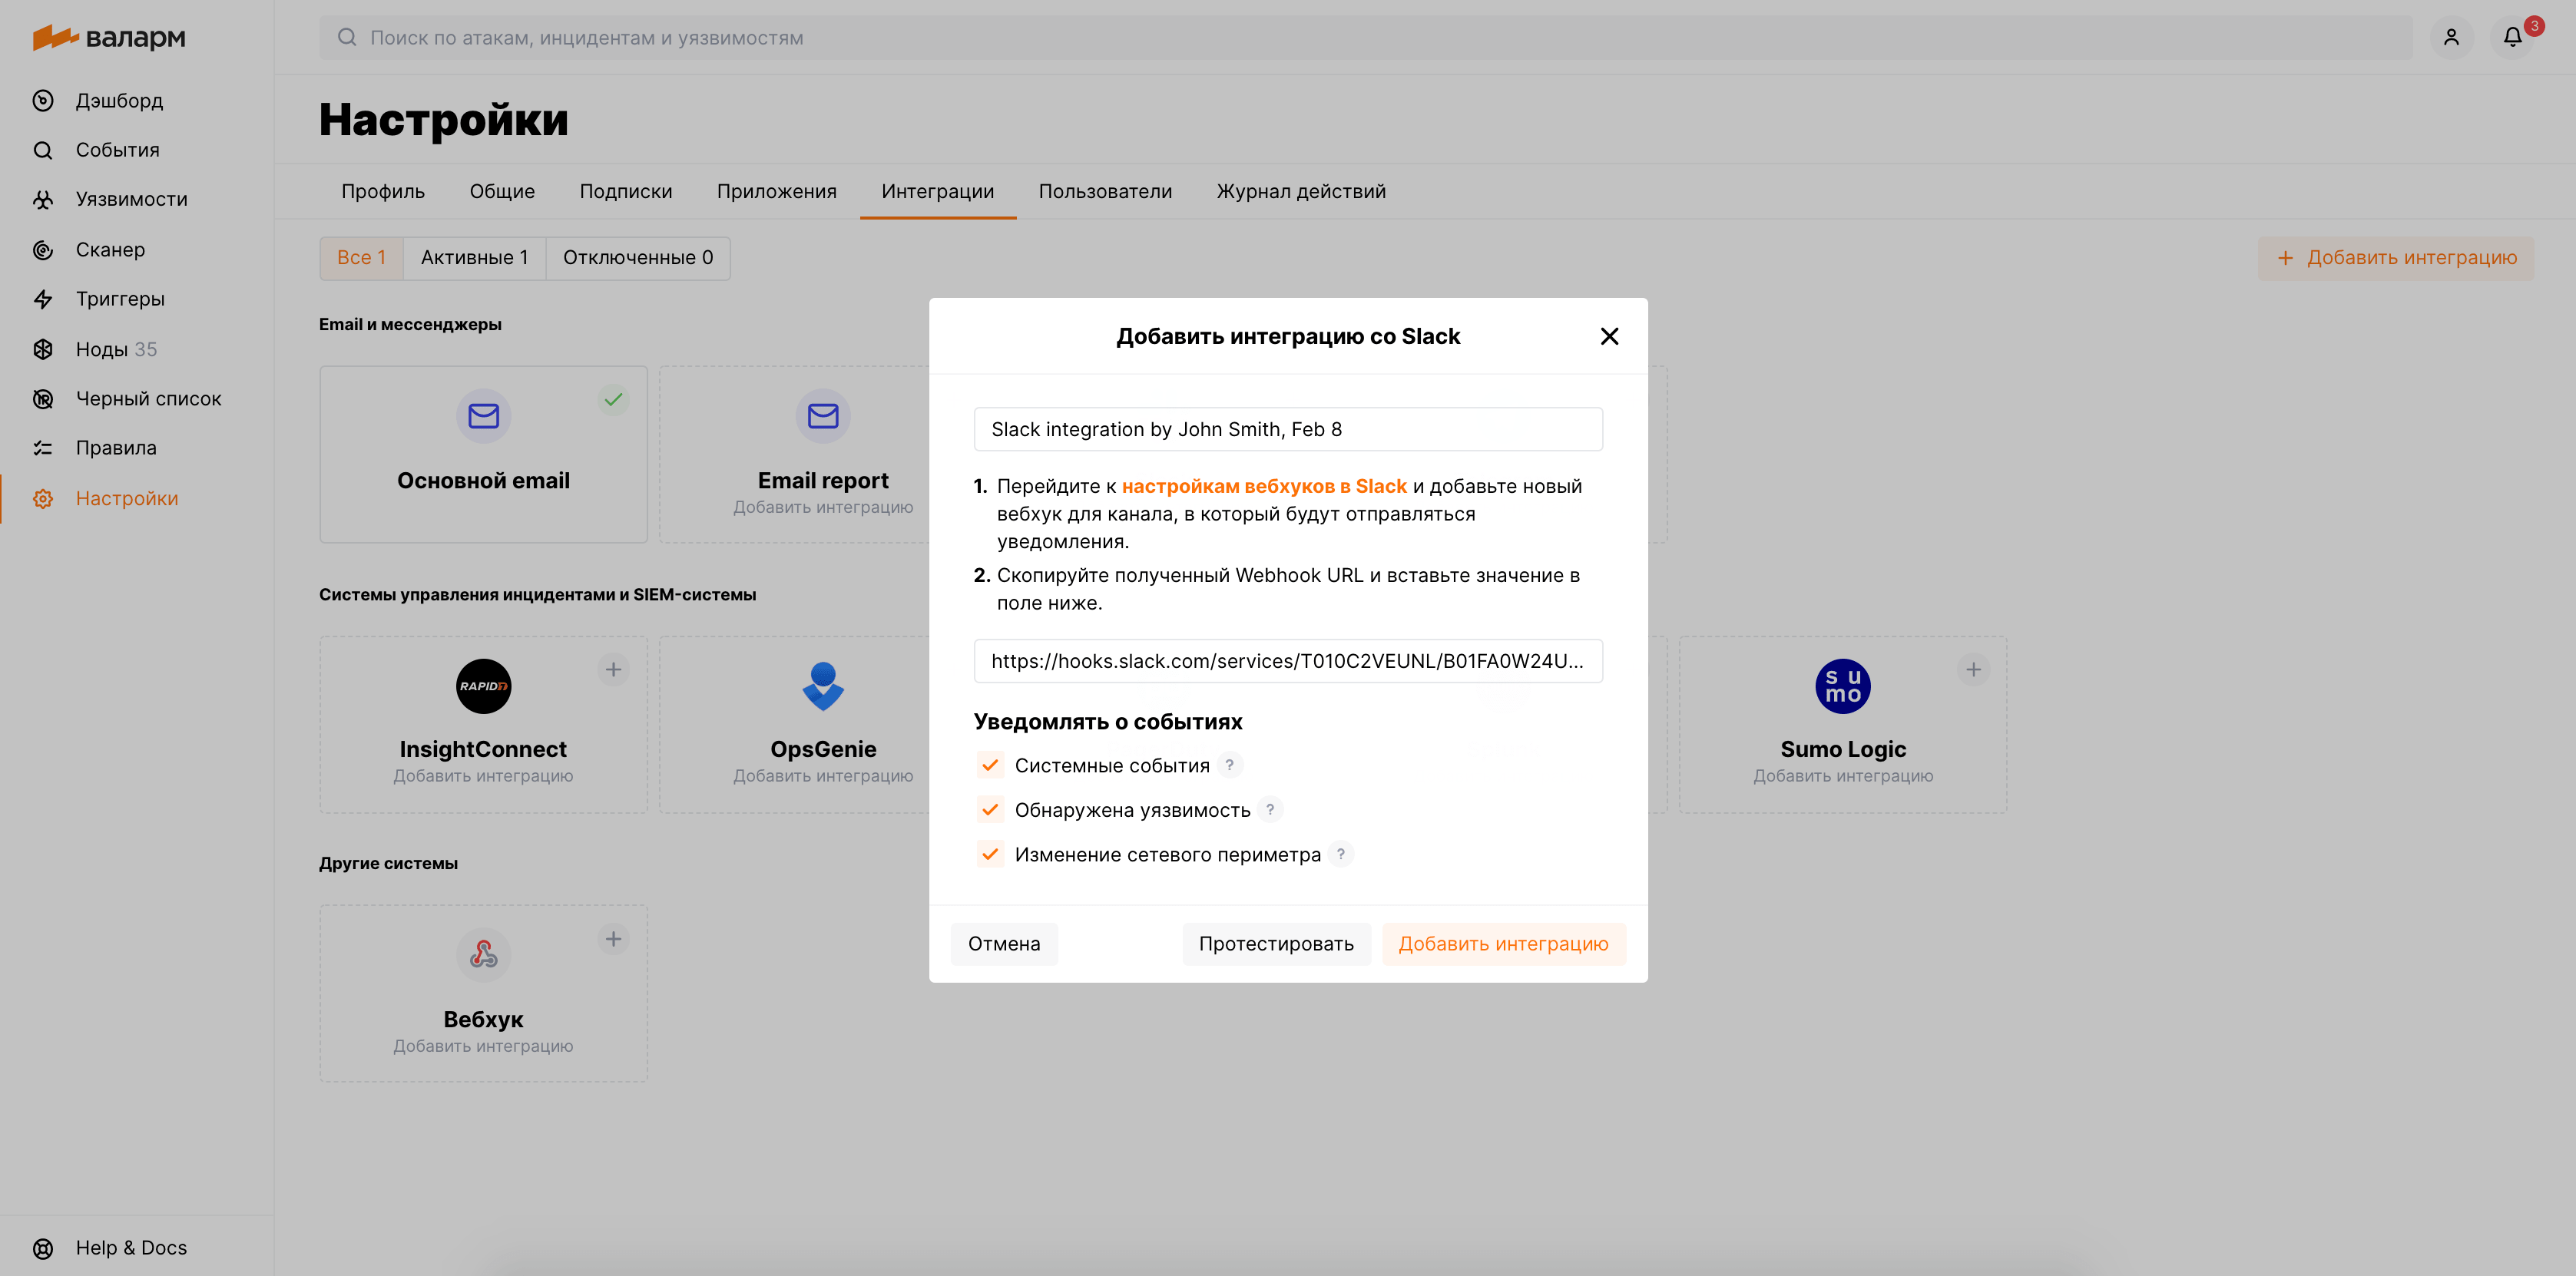 валарм
Поиск по атакам, инцидентам и уязвимостям
3
Дэшборд
События
Уязвимости
Сканер
Триггеры
Ноды 35
Черный список
Правила
Настройки
Help & Docs
Настройки
Профиль
Общие
Подписки
Приложения
Интеграции
Пользователи
Журнал действий
Все 1
Активные 1
Отключенные 0
+ Добавить интеграцию
Email и мессенджеры
Основной email
Email report
Добавить интеграцию
Системы управления инцидентами и SIEM-системы
RAPID7
InsightConnect
Добавить интеграцию
OpsGenie
Добавить интеграцию
su
mo
Sumo Logic
Добавить интеграцию
Другие системы
Вебхук
Добавить интеграцию
Добавить интеграцию со Slack
Slack integration by John Smith, Feb 8
1. Перейдите к настройкам вебхуков в Slack и добавьте новый
вебхук для канала, в который будут отправляться
уведомления.
2. Скопируйте полученный Webhook URL и вставьте значение в
поле ниже.
https://hooks.slack.com/services/T010C2VEUNL/B01FA0W24U...
Уведомлять о событиях
Системные события ?
Обнаружена уязвимость ?
Изменение сетевого периметра ?
Отмена
Протестировать
Добавить интеграцию